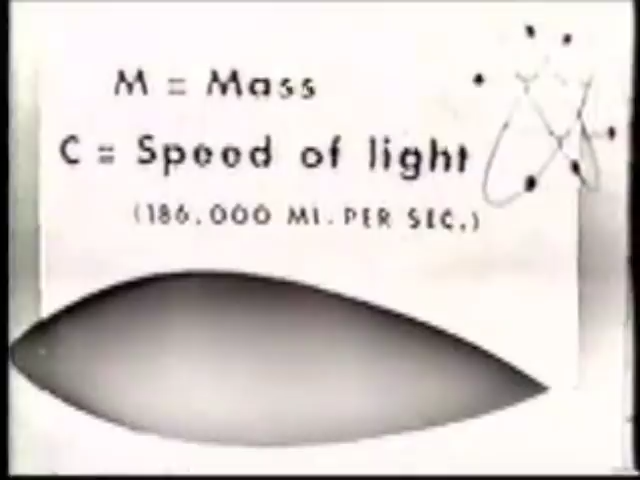 M = Mass
C = Speed of light
(186,000 MI. PER SEC.)